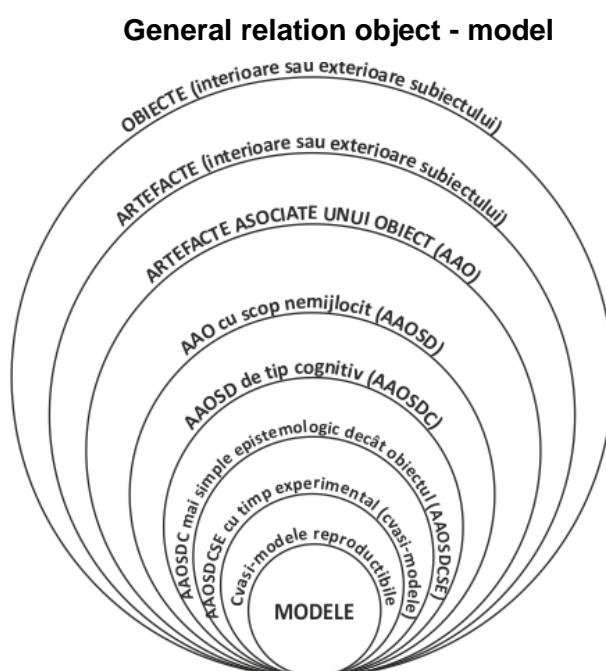 General relation object - model
OBIECTE (interioare sau exterioare subiectului)
ARTEFACTE (interioare sau exterioare subiectului)
ARTEFACTE ASOCIATE UNUI OBIECT (AAO)
AAO cu scop nemijlocit (AAOSD)
AAOSD de tip cognitiv (AAOSDC)
AAOSDC mai simple epistemologic decât obiectul (AAOSDCSE)
AAOSDCSE cu timp experimental (cvasi-modele)
Cvasi-modele reproductibile
MODELE